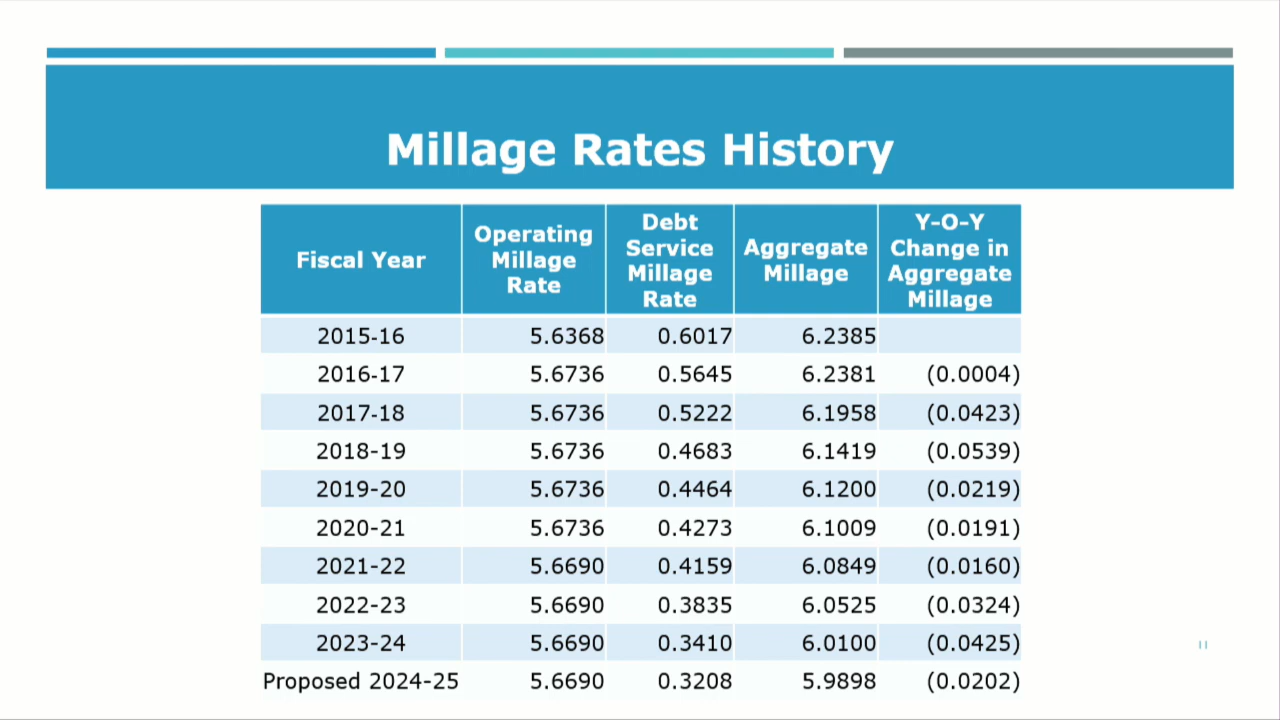 Millage Rates History
Fiscal Year Operating Millage Rate Debt Service Millage Rate Aggregate Millage Y-O-Y Change in Aggregate Millage
2015-16 5.6368 0.6017 6.2385
2016-17 5.6736 0.5645 6.2381 (0.0004)
2017-18 5.6736 0.5222 6.1958 (0.0423)
2018-19 5.6736 0.4683 6.1419 (0.0539)
2019-20 5.6736 0.4464 6.1200 (0.0219)
2020-21 5.6736 0.4273 6.1009 (0.0191)
2021-22 5.6690 0.4159 6.0849 (0.0160)
2022-23 5.6690 0.3835 6.0525 (0.0324)
2023-24 5.6690 0.3410 6.0100 (0.0425)
Proposed 2024-25 5.6690 0.3208 5.9898 (0.0202)
11